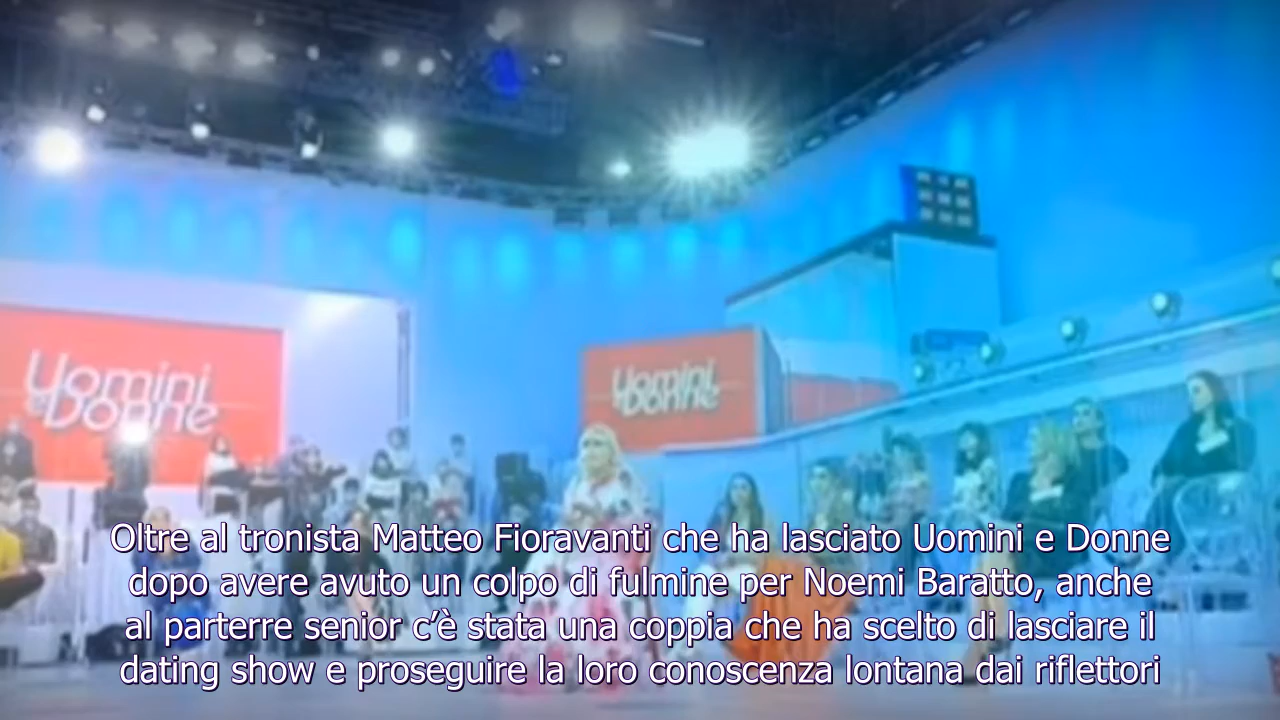 Uomini
e Donne
Uomini
e Donne
Oltre al tronista Matteo Fioravanti che ha lasciato Uomini e Donne
dopo avere avuto un colpo di fulmine per Noemi Baratto, anche
al parterre senior c’è stata una coppia che ha scelto di lasciare il
dating show e proseguire la loro conoscenza lontana dai riflettori